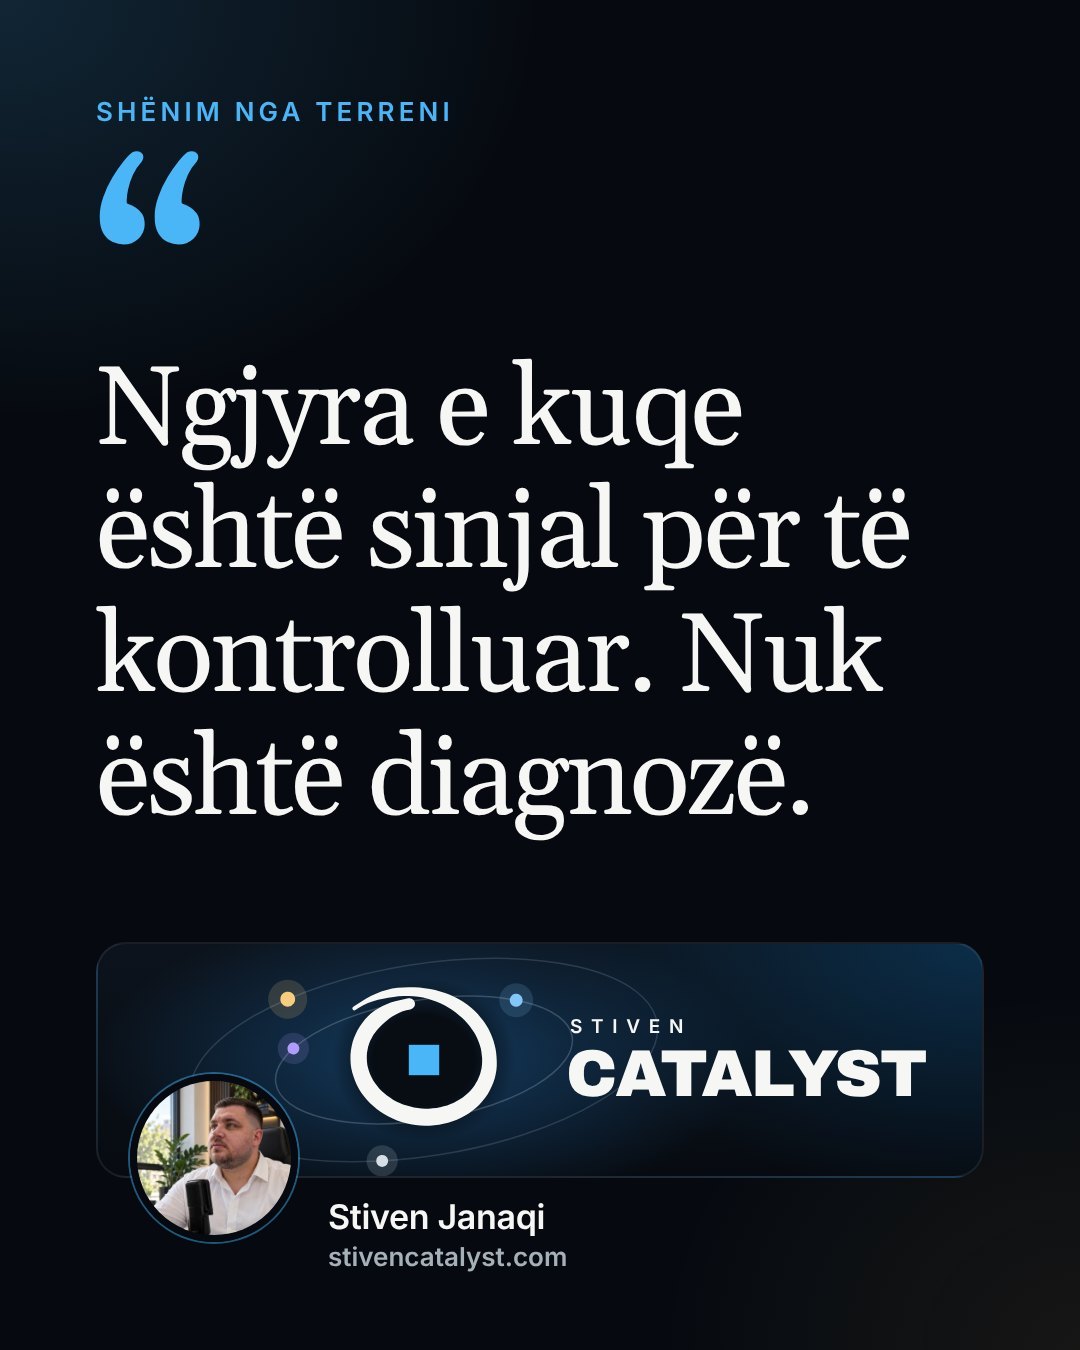 SHËNIM NGA TERRENI
“
Ngjyra e kuqe
është sinjal për të
kontrolluar. Nuk
është diagnozë.
STIVEN
CATALYST
Stiven Janaqi
stivencatalyst.com